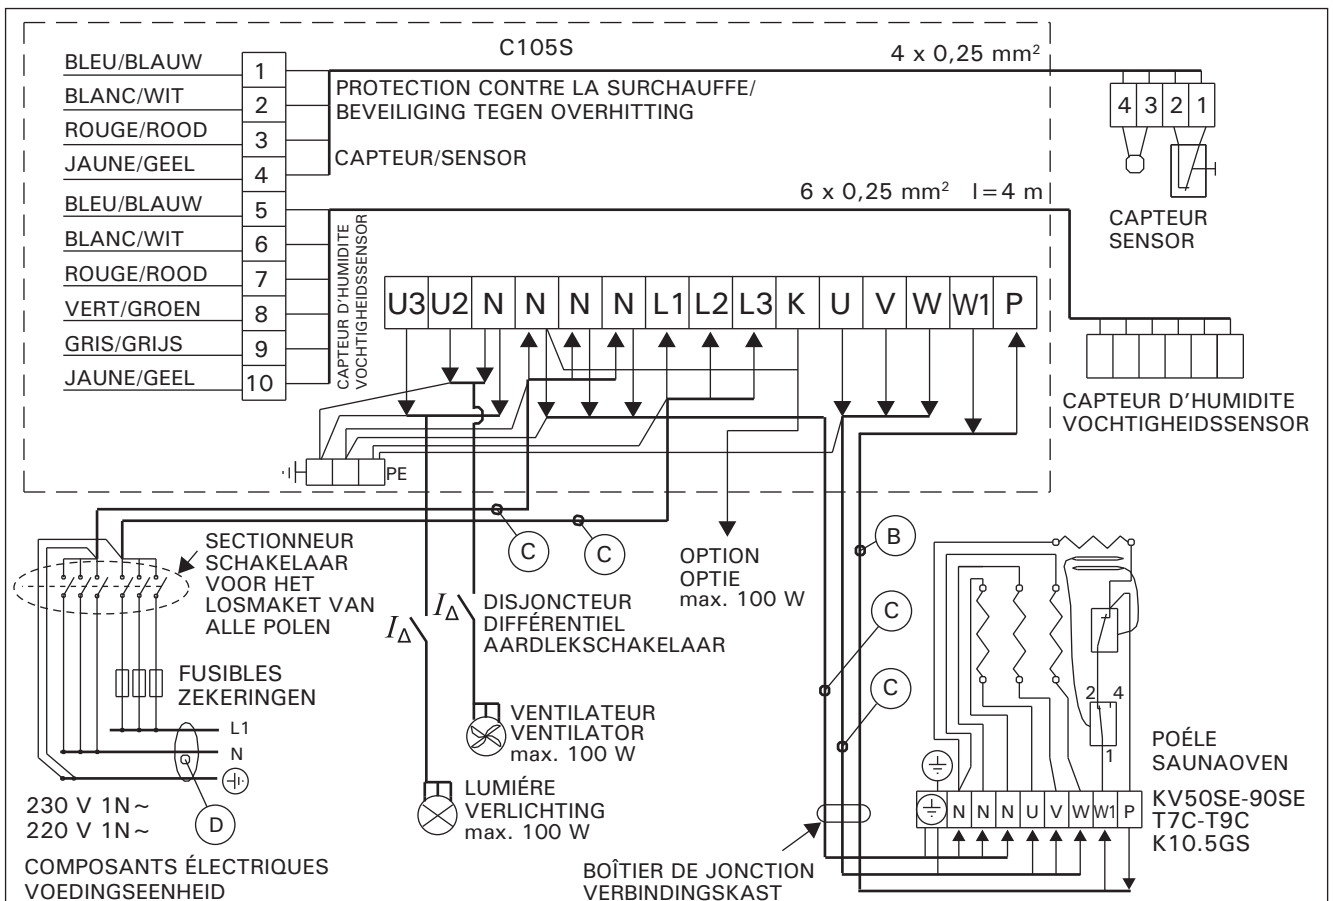 C105S
4 x 0,25 mm²
BLEU/BLAUW
1
BLANC/WIT
2
ROUGE/ROOD
3
JAUNE/GEEL
4
BLEU/BLAUW
5
BLANC/WIT
6
ROUGE/ROOD
7
VERT/GROEN
8
GRIS/GRIJS
9
JAUNE/GEEL
10
PROTECTION CONTRE LA SURCHAUFFE/
BEVEILIGING TEGEN OVERHITTING
CAPTEUR/SENSOR
4 3 2 1
CAPTEUR
SENSOR
6 x 0,25 mm² l=4 m
CAPTEUR D'HUMIDITE
VOCHTIGHEIDSSENSOR
U3 U2 N N N N L1 L2 L3 K U V W W1 P
CAPTEUR D'HUMIDITE
VOCHTIGHEIDSSENSOR
PE
SECTIONNEUR
SCHAKELAAR
VOOR HET
LOSMAKET VAN
ALLE POLEN
C
C
OPTION
OPTIE
max. 100 W
B
C
C
I∆
I∆
DISJONCTEUR
DIFFÉRENTIEL
AARDLEKSCHAKELAAR
FUSIBLES
ZEKERINGEN
L1
N
D
230 V 1N~
220 V 1N~
COMPOSANTS ÉLECTRIQUES
VOEDINGSEENHEID
VENTILATEUR
VENTILATOR
max. 100 W
LUMIÉRE
VERLICHTING
max. 100 W
BOÎTIER DE JONCTION
VERBINDINGSKAST
2 4
1
N N N U V W W1 P
POÉLE
SAUNAOVEN
KV50SE-90SE
T7C-T9C
K10.5GS